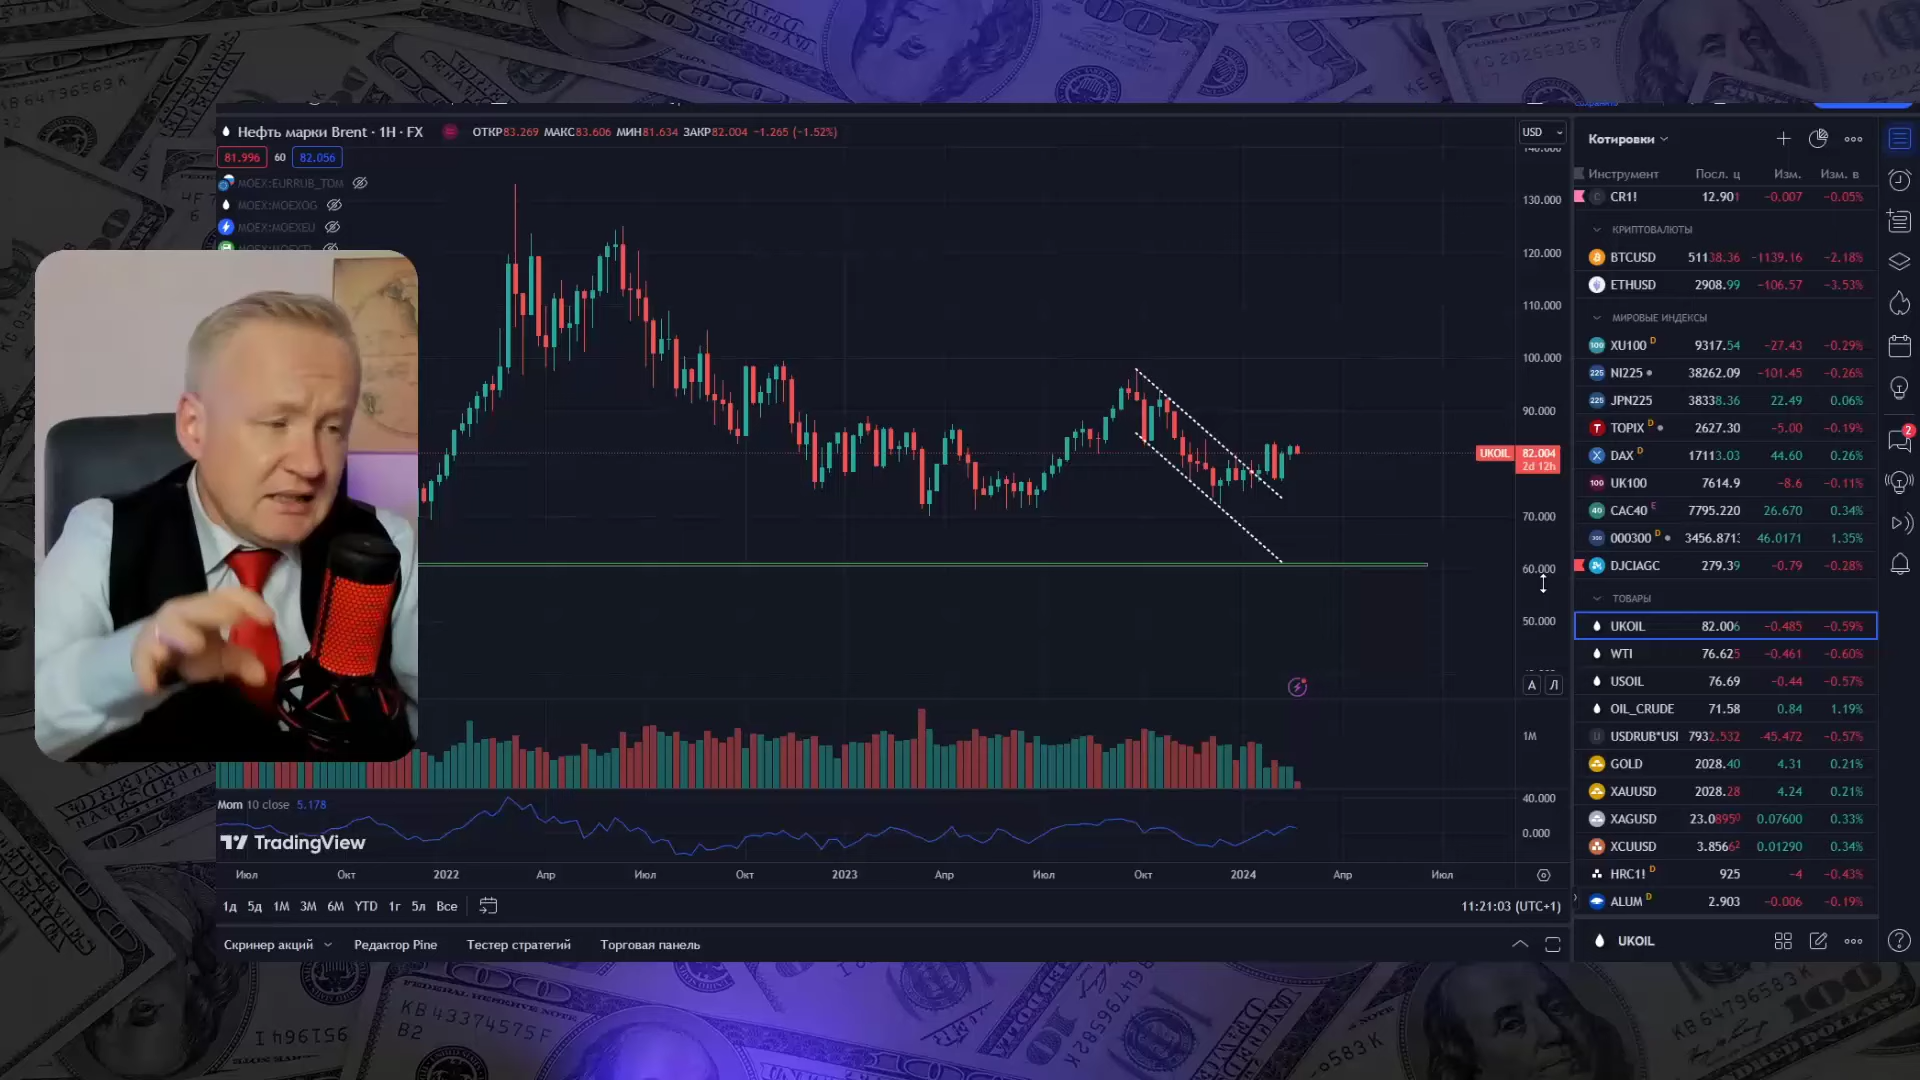 Нефть марки Brent · 1Н · FX ОТКР83.269 МАКС83.606 МИН81.634 ЗАКР82.004 −1.265 (−1.52%)
81.996 60 82.056
MOEX:EURRUB_TOM
MOEX:MOEXOG
MOEX:MOEXEU
USD
130.000
120.000
110.000
100.000
90.000
UKOIL 82.004
2d 12h
70.000
60.000
50.000
А Л
1M
Mom 10 close 5.178
40.000
0.000
TradingView
Июл Окт 2022 Апр Июл Окт 2023 Апр Июл Окт 2024 Апр Июл
1д 5д 1М 3М 6М YTD 1г 5л Все
11:21:03 (UTC+1)
Скринер акций Редактор Pine Тестер стратегий Торговая панель
Котировки
Инструмент Посл. ц Изм. Изм. в
CR1! 12.901 −0.007 −0.05%
КРИПТОВАЛЮТЫ
BTCUSD 51138.36 −1139.16 −2.18%
ETHUSD 2908.99 −106.57 −3.53%
МИРОВЫЕ ИНДЕКСЫ
XU100 D 9317.54 −27.43 −0.29%
NI225 38262.09 −101.45 −0.26%
JPN225 38338.36 22.49 0.06%
TOPIX D 2627.30 −5.00 −0.19%
DAX D 17113.03 44.60 0.26%
UK100 7614.9 −8.6 −0.11%
CAC40 E 7795.220 26.670 0.34%
000300 D 3456.871 46.0171 1.35%
DJCIAGC 279.39 −0.79 −0.28%
ТОВАРЫ
UKOIL 82.006 −0.485 −0.59%
WTI 76.625 −0.461 −0.60%
USOIL 76.69 −0.44 −0.57%
OIL_CRUDE 71.58 0.84 1.19%
USDRUB*USI 7932.532 −45.472 −0.57%
GOLD 2028.40 4.31 0.21%
XAUUSD 2028.28 4.24 0.21%
XAGUSD 23.08950 0.07600 0.33%
XCUUSD 3.85662 0.01290 0.34%
HRC1! D 925 −4 −0.43%
ALUM D 2.903 −0.006 −0.19%
UKOIL
2